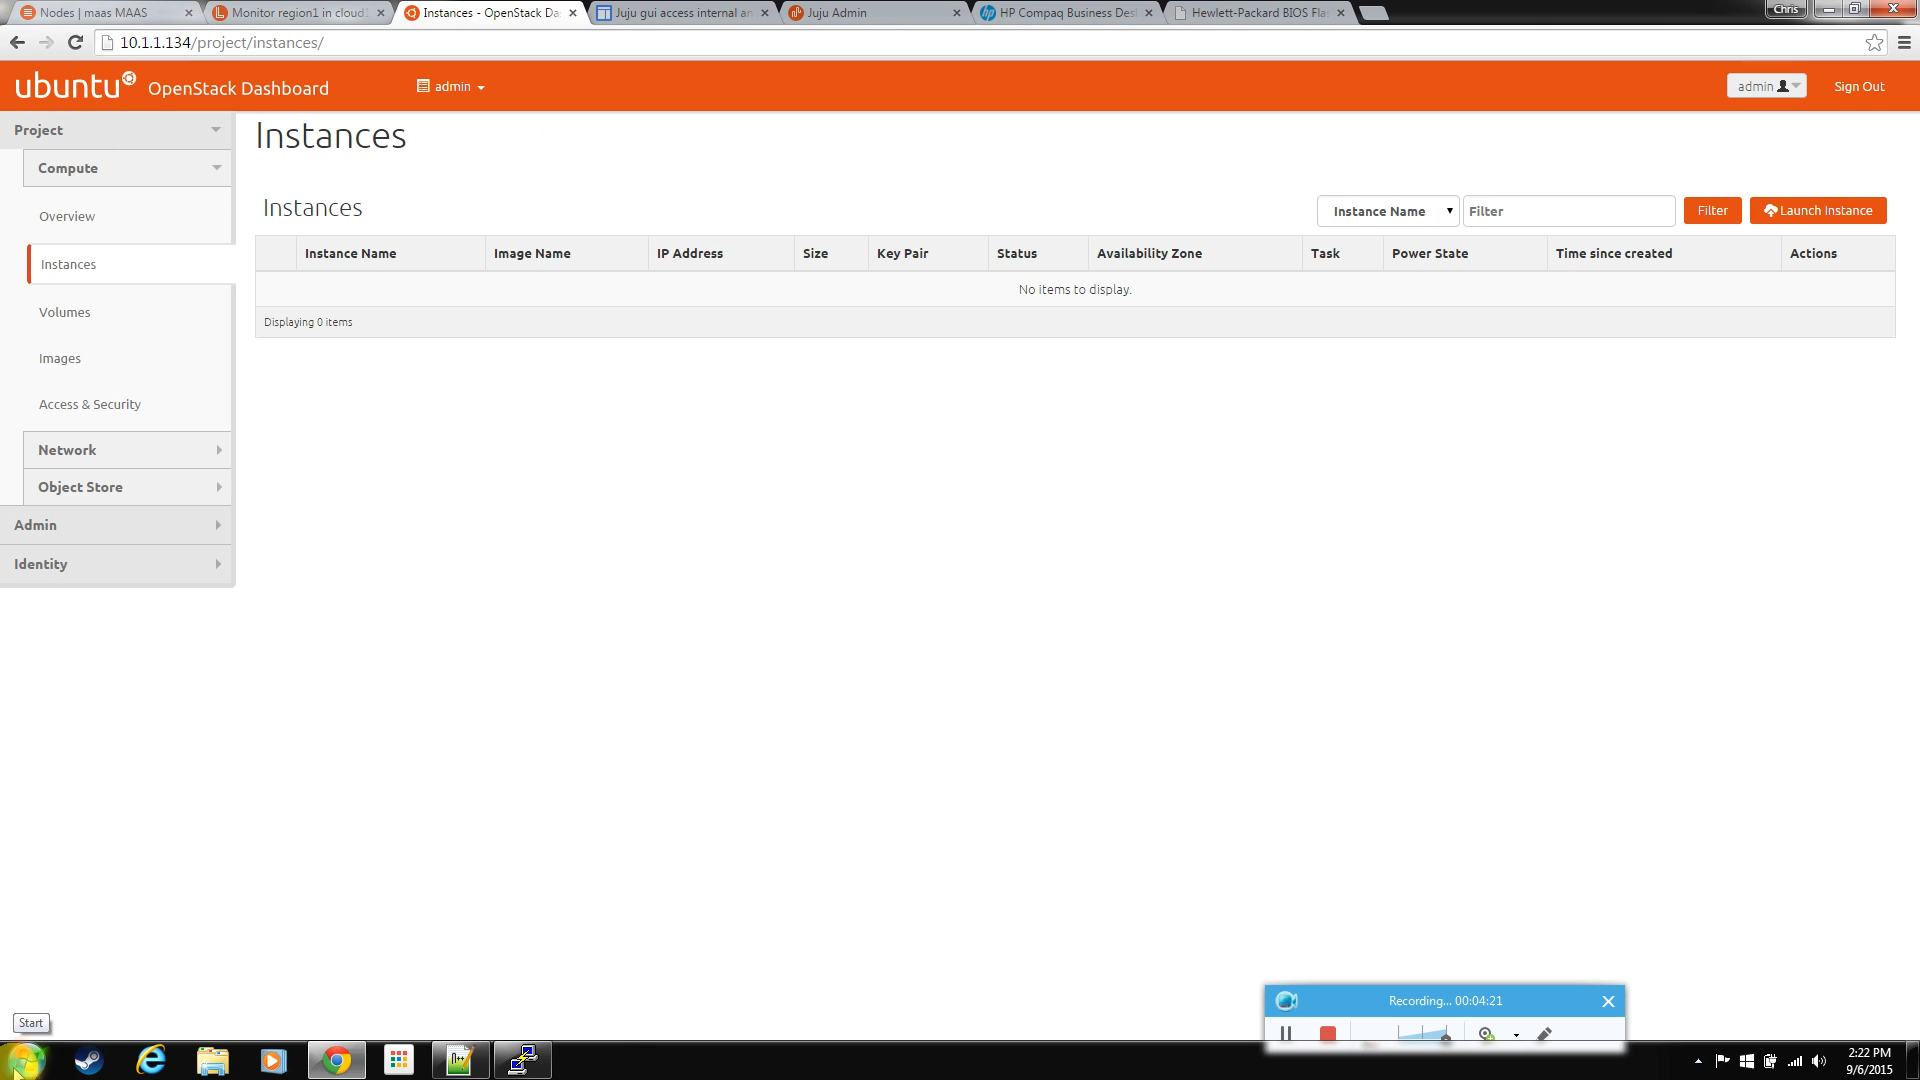 Nodes | maas MAAS
Monitor region1 in cloud1
Instances - OpenStack Da
Juju gui access internal an
Juju Admin
HP Compaq Business Des
Hewlett-Packard BIOS Fla
Chris
10.1.1.134/project/instances/
ubuntu OpenStack Dashboard
admin
admin
Sign Out
Project
Compute
Overview
Instances
Volumes
Images
Access & Security
Network
Object Store
Admin
Identity
Instances
Instances
Instance Name
Filter
Filter
Launch Instance
Instance Name Image Name IP Address Size Key Pair Status Availability Zone Task Power State Time since created Actions
No items to display.
Displaying 0 items
Recording... 00:04:21
Start
n++
2:22 PM
9/6/2015